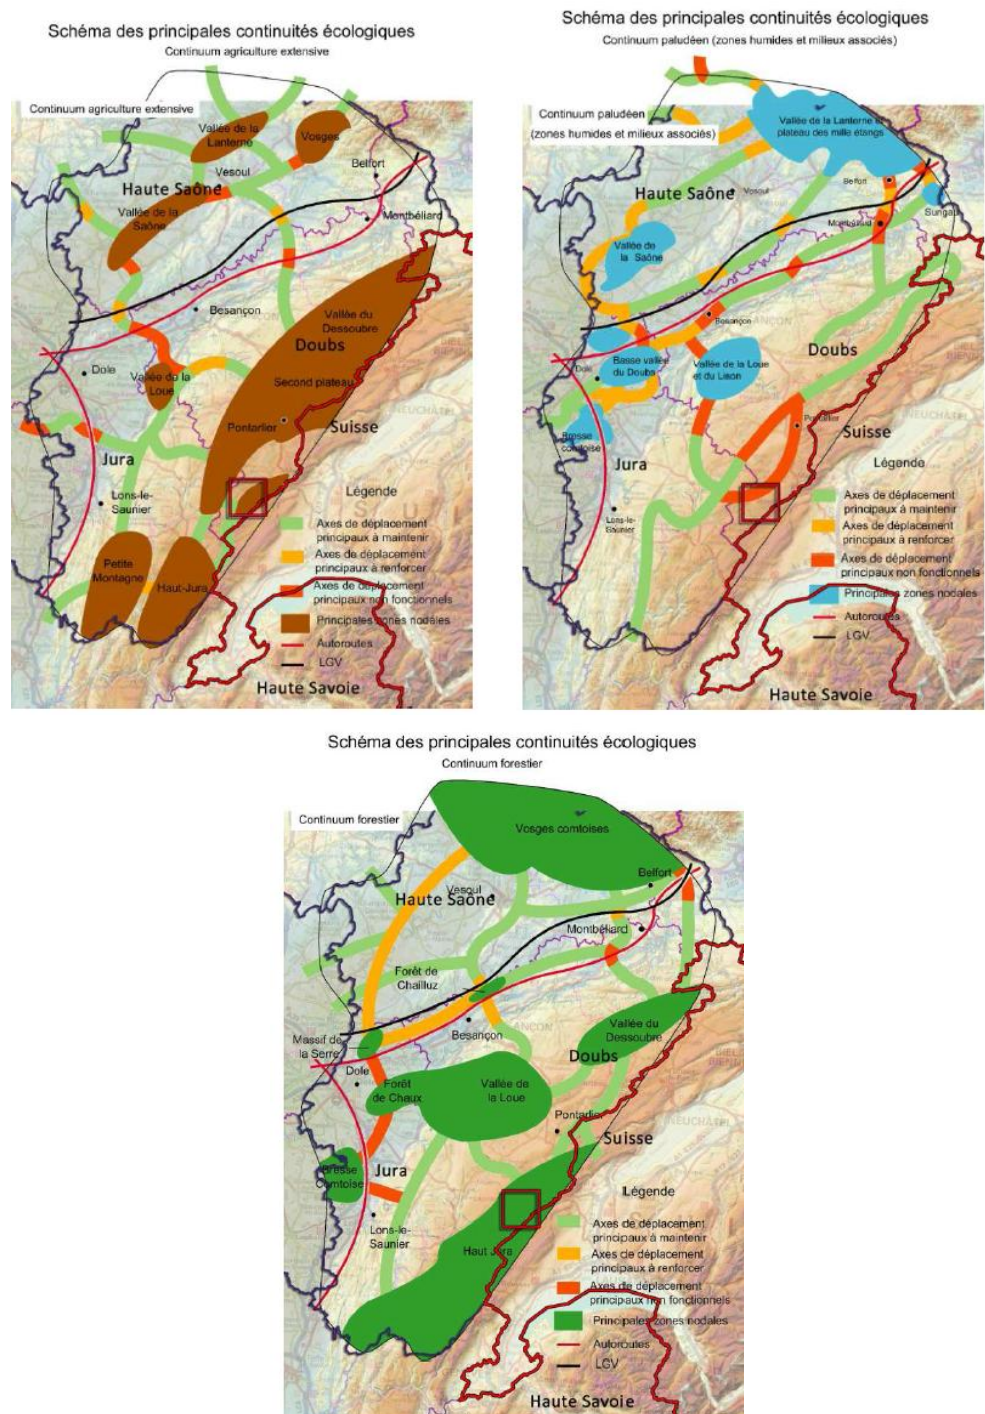 Schéma des principales continuités écologiques
Continuum agriculture extensive
Continuum agriculture extensive
Vallée de la
Lanterne
Vosges
Vesoul
Belfort
Haute Saône
Vallée de la
Saône
Montbéliard
Besançon
Vallée du
Dessoubre
Doubs
Dole
Vallée de la
Loue
Second plateau
Pontarlier
Suisse
Jura
Lons-le-
Saunier
Petite
Montagne
Haut-Jura
Légende
Axes de déplacement
principaux à maintenir
Axes de déplacement
principaux à renforcer
Axes de déplacement
principaux non fonctionnels
Principales zones nodales
Autoroutes
LGV
Haute Savoie
Schéma des principales continuités écologiques
Continuum paludéen (zones humides et milieux associés)
Continuum paludéen
(zones humides et milieux associés)
Vallée de la Lanterne et
plateau des mille étangs
Haute Saône
Vesoul
Belfort
Sungau
Montbéliard
Vallée de
la Saône
Besançon
Doubs
Dole
Basse vallée
du Doubs
Vallée de la Loue
et du Lison
Pontarlier
NEUCHÂTEL
Suisse
Bresse
comtoise
Jura
Lons-le-
Saunier
Légende
Axes de déplacement
principaux à maintenir
Axes de déplacement
principaux à renforcer
Axes de déplacement
principaux non fonctionnels
Principales zones nodales
Autoroutes
LGV
Haute Savoie
Schéma des principales continuités écologiques
Continuum forestier
Continuum forestier
Vosges comtoises
Belfort
Vesoul
Haute Saône
Montbéliard
Forêt de
Chailluz
Besançon
Massif de
la Serre
Vallée du
Dessoubre
Doubs
Dole
Forêt
de Chaux
Vallée de
la Loue
Pontarlier
NEUCHÂTEL
Suisse
Bresse
Comtoise
Jura
Lons-le-
Saunier
Haut Jura
Légende
Axes de déplacement
principaux à maintenir
Axes de déplacement
principaux à renforcer
Axes de déplacement
principaux non fonctionnels
Principales zones nodales
Autoroutes
LGV
Haute Savoie